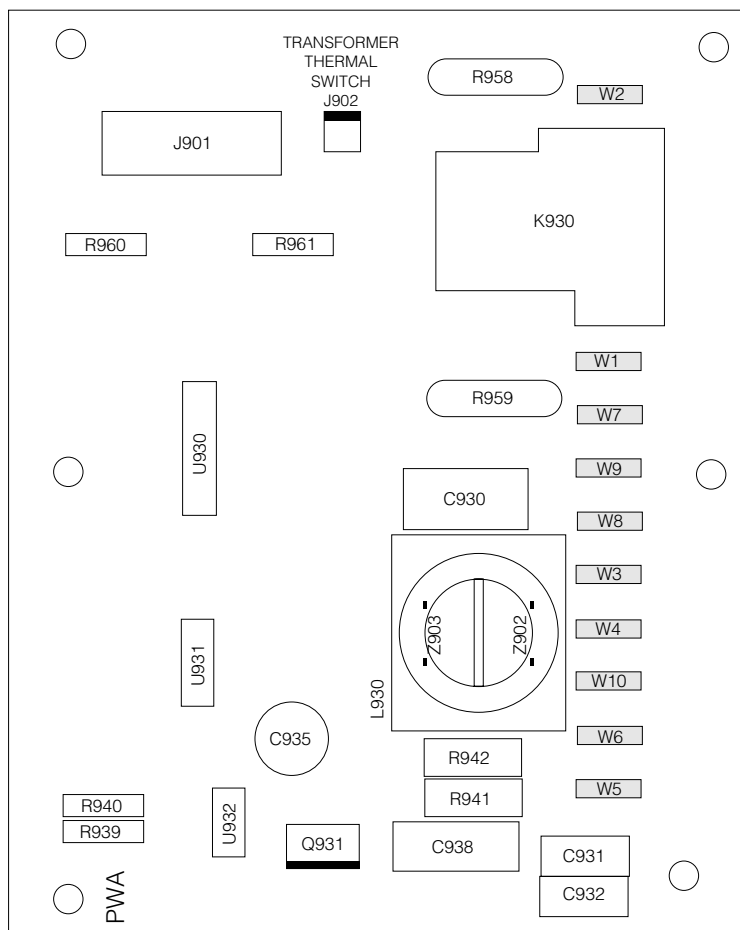 TRANSFORMER
THERMAL
SWITCH
J902
R958
W2
J901
K930
R960
R961
W1
R959
W7
U930
W9
C930
W8
W3
Z903
Z902
W4
U931
W10
L930
C935
W6
R942
W5
R941
R940
R939
U932
Q931
C938
C931
C932
PWA